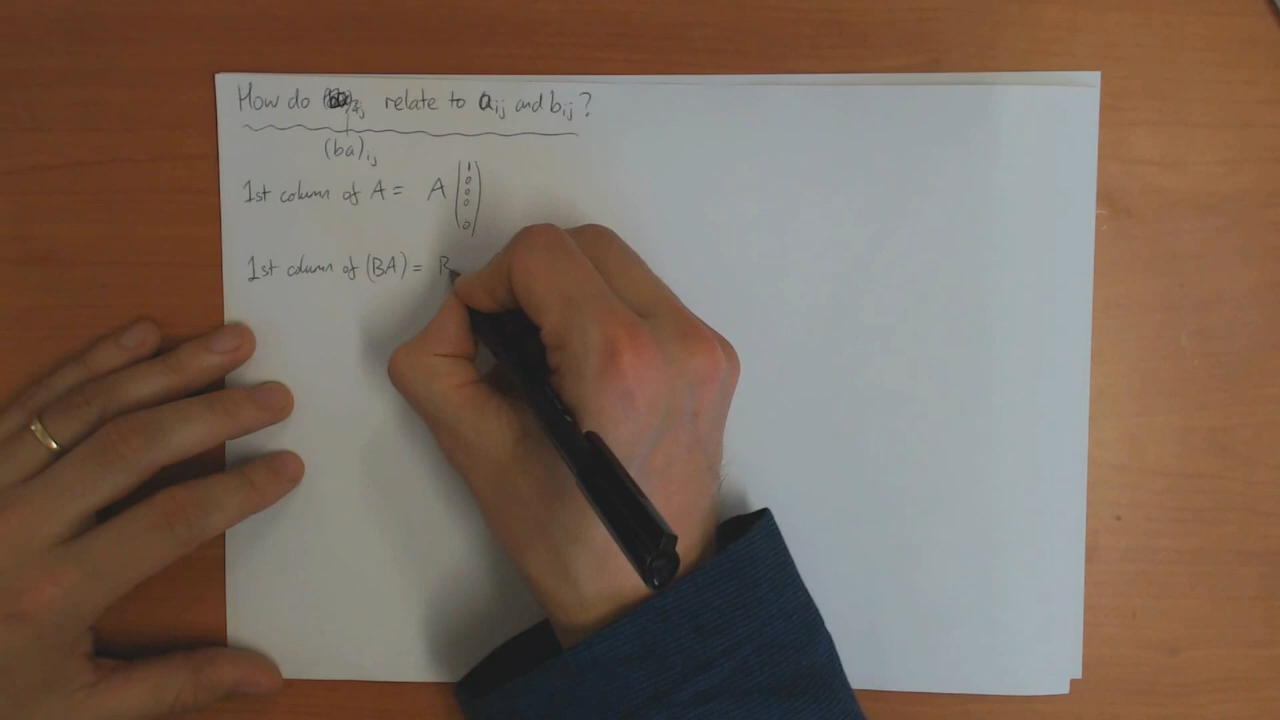 How do relate to aij and bij?
(ba)ij
1st column of A = A (1 0 0 0 0)
1st column of (BA) = B